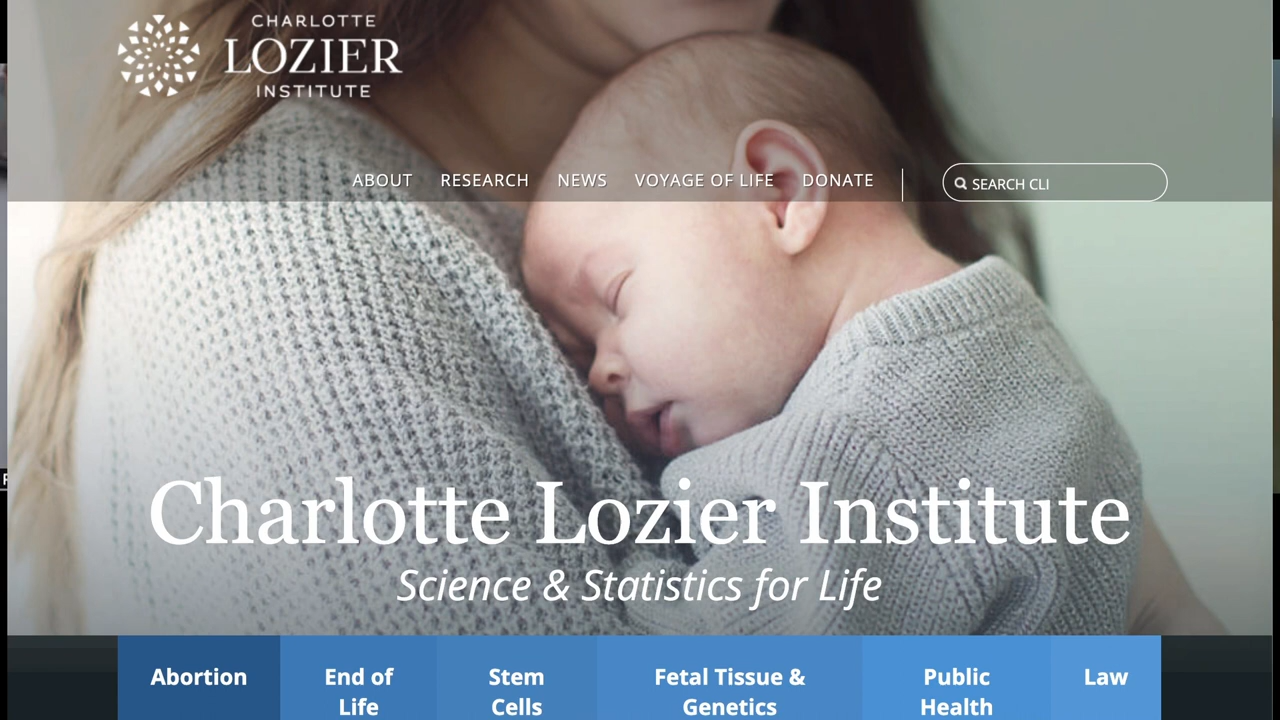 CHARLOTTE
LOZIER
INSTITUTE
ABOUT RESEARCH NEWS VOYAGE OF LIFE DONATE SEARCH CLI
Charlotte Lozier Institute
Science & Statistics for Life
Abortion
End of
Life
Stem
Cells
Fetal Tissue &
Genetics
Public
Health
Law